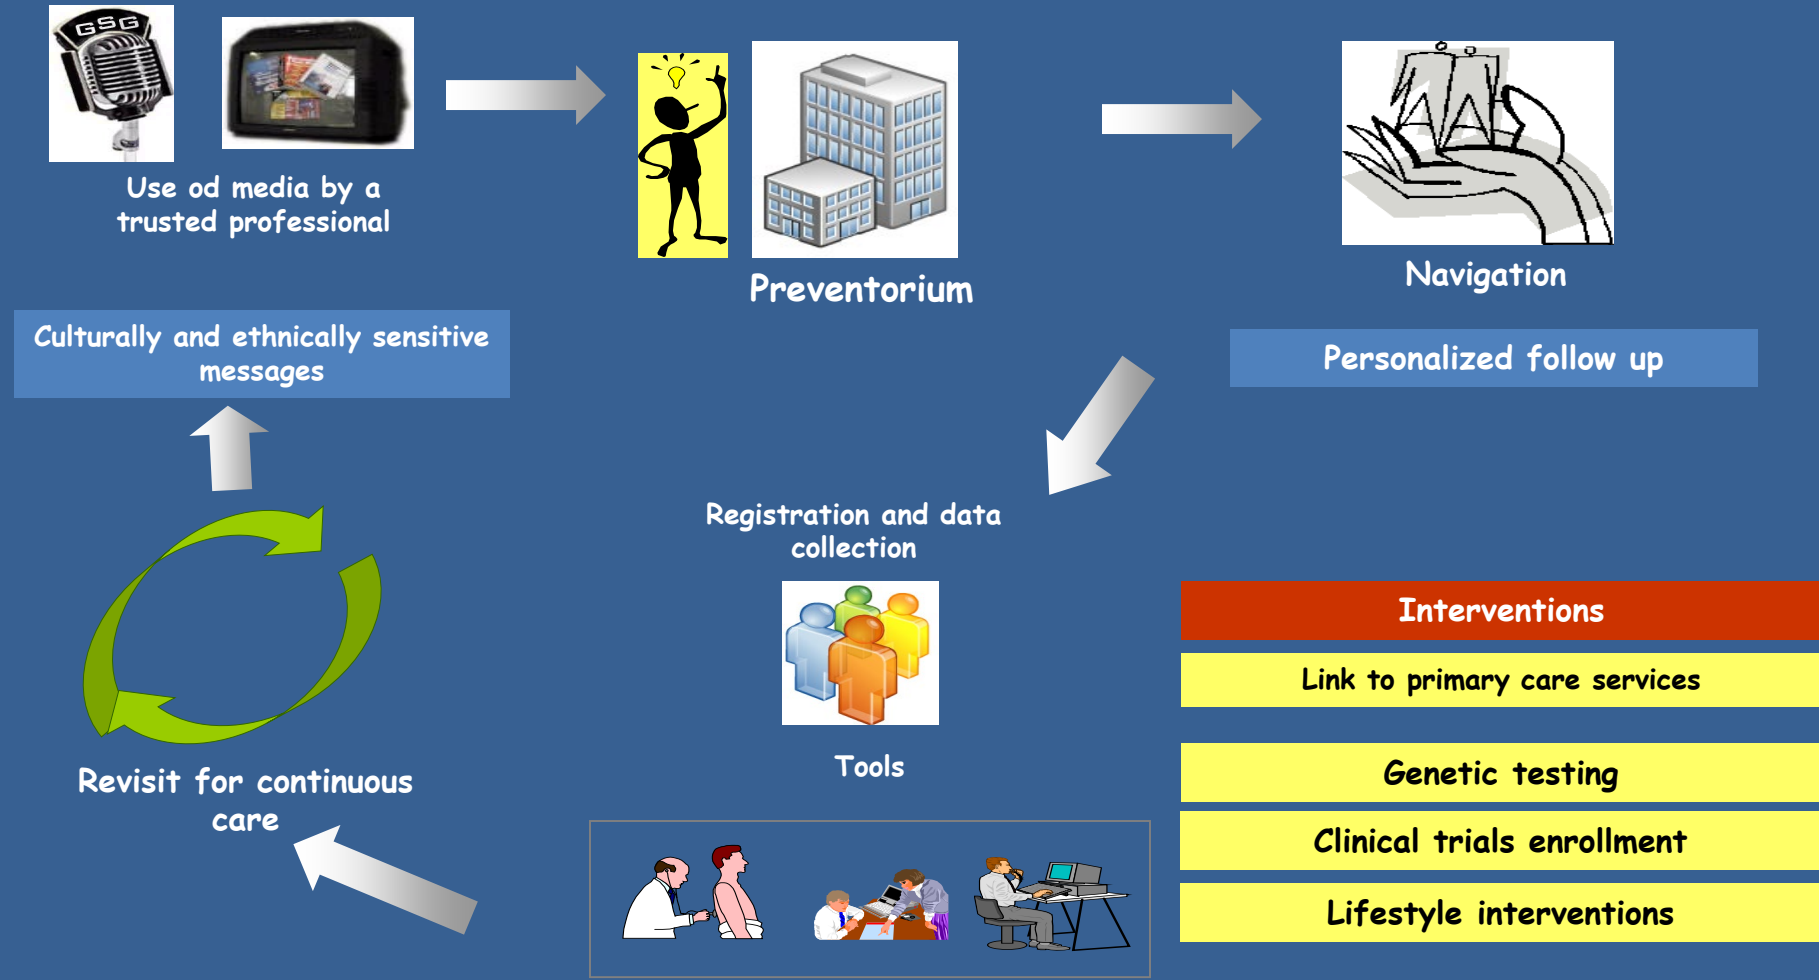 GSG
Use od media by a
trusted professional
Preventorium
Navigation
Culturally and ethnically sensitive
messages
Personalized follow up
Registration and data
collection
Tools
Interventions
Link to primary care services
Genetic testing
Clinical trials enrollment
Lifestyle interventions
Revisit for continuous
care